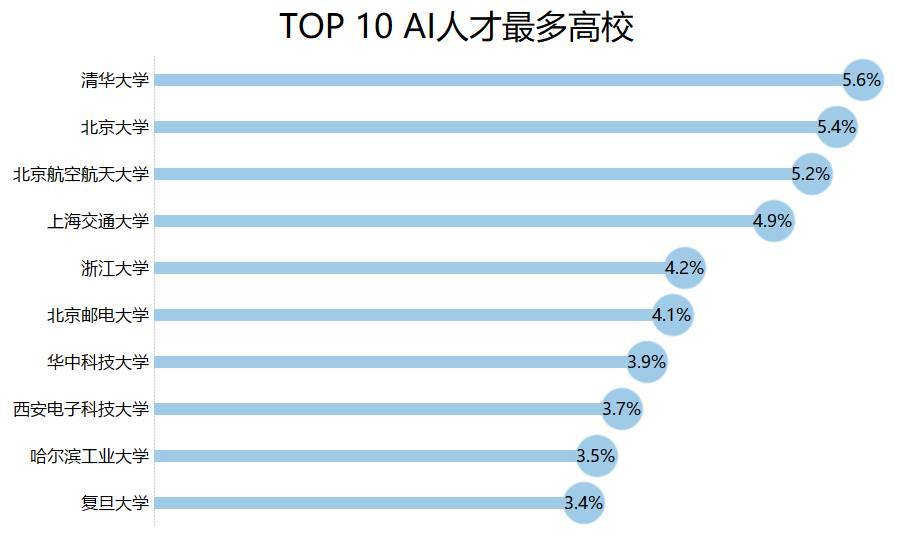 TOP 10 AI人才最多高校
清华大学 5.6%
北京大学 5.4%
北京航空航天大学 5.2%
上海交通大学 4.9%
浙江大学 4.2%
北京邮电大学 4.1%
华中科技大学 3.9%
西安电子科技大学 3.7%
哈尔滨工业大学 3.5%
复旦大学 3.4%